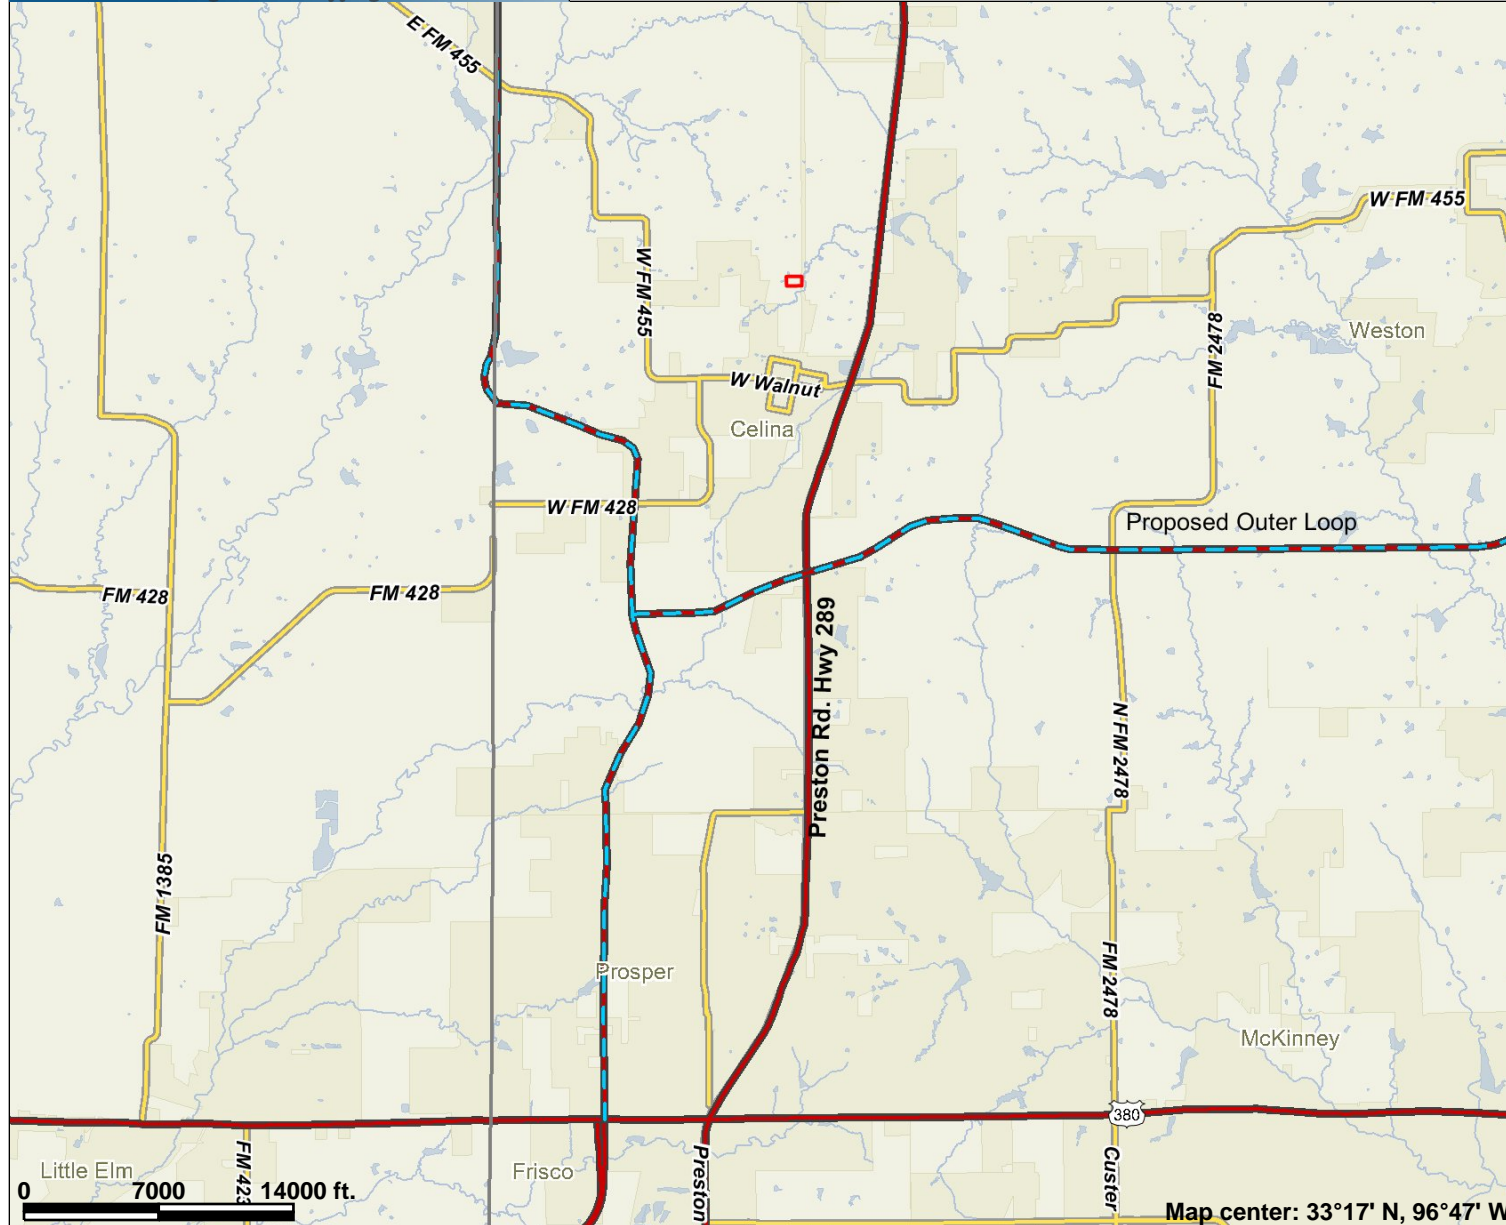 E FM 455
W FM 455
W FM 455
FM 2478
Weston
W Walnut
Celina
W FM 428
Proposed Outer Loop
FM 428
FM 428
Preston Rd. Hwy 289
N FM 2478
FM 1385
Prosper
FM 2478
McKinney
380
Little Elm
FM 423
Frisco
Preston
Custer
0 7000 14000 ft.
Map center: 33°17' N, 96°47' W